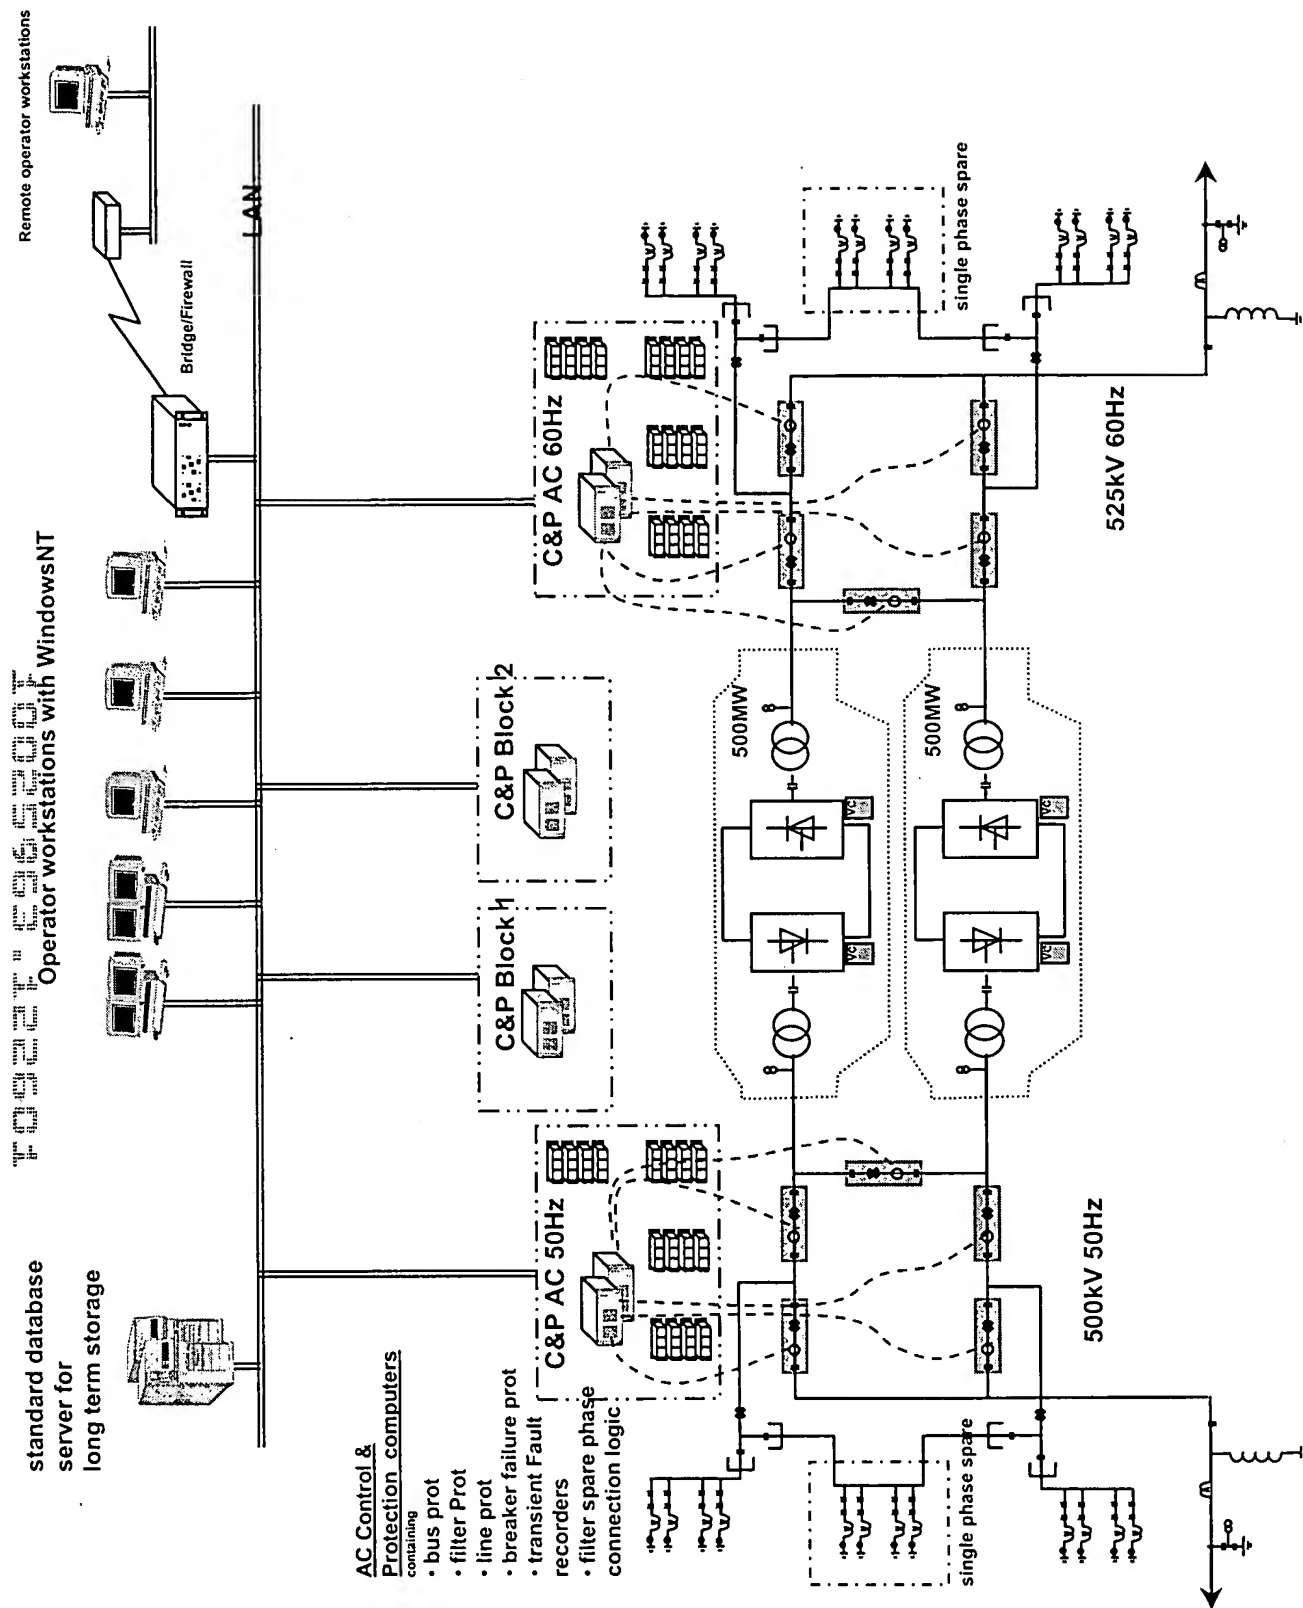 T092ZT" E96S200T
Operator workstations with WindowsNT
Remote operator workstations
standard database
server for
long term storage
Bridge/Firewall
LAN
AC Control &
Protection computers
containing
• bus prot
• filter Prot
• line prot
• breaker failure prot
• transient Fault
recorders
• filter spare phase
connection logic
C&P AC 50Hz
C&P Block 1
C&P Block 2
C&P AC 60Hz
500MW
VC
VC
500MW
VC
VC
single phase spare
single phase spare
500kV 50Hz
525kV 60Hz